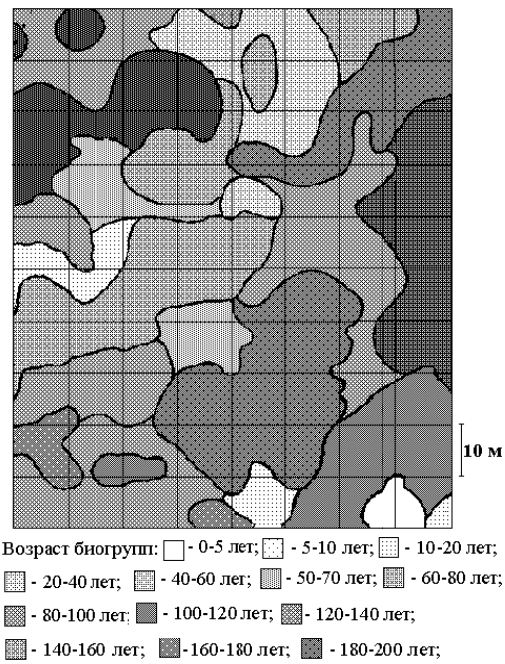 10 м
Возраст биогрупп: - 0-5 лет; - 5-10 лет; - 10-20 лет;
- 20-40 лет; - 40-60 лет; - 50-70 лет; - 60-80 лет;
- 80-100 лет; - 100-120 лет; - 120-140 лет;
- 140-160 лет; -160-180 лет; - 180-200 лет;